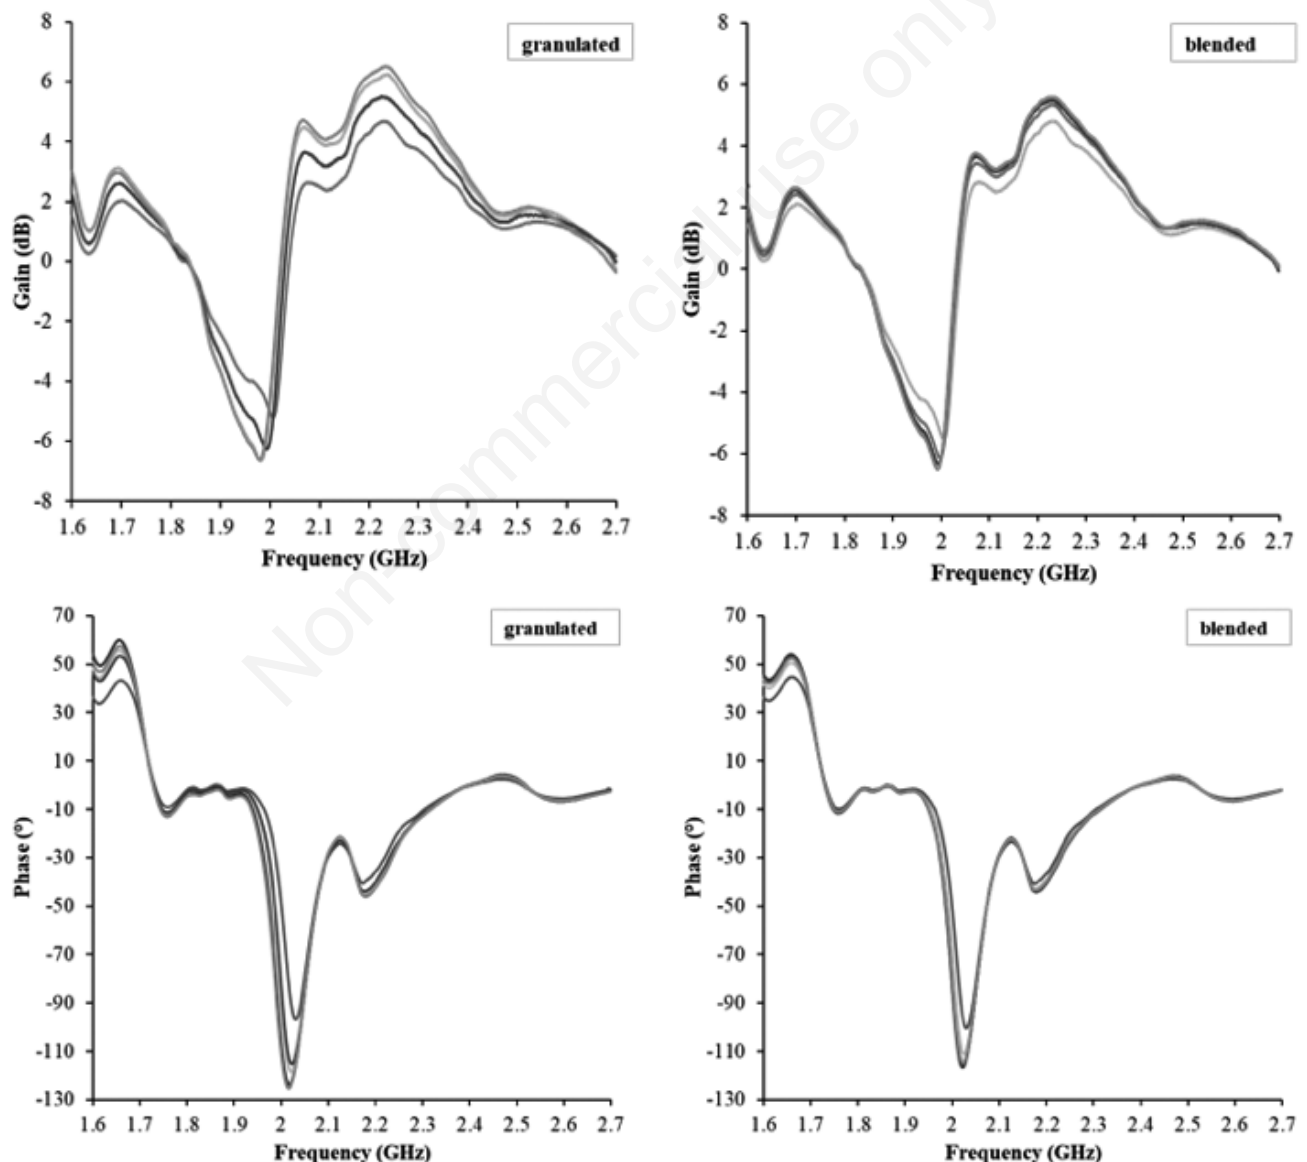 granulated
8
6
4
2
0
-2
-4
-6
-8
Gain (dB)
1.6 1.7 1.8 1.9 2 2.1 2.2 2.3 2.4 2.5 2.6 2.7
Frequency (GHz)
blended
8
6
4
2
0
-2
-4
-6
-8
Gain (dB)
1.6 1.7 1.8 1.9 2 2.1 2.2 2.3 2.4 2.5 2.6 2.7
Frequency (GHz)
granulated
70
50
30
10
-10
-30
-50
-70
-90
-110
-130
Phase (°)
1.6 1.7 1.8 1.9 2 2.1 2.2 2.3 2.4 2.5 2.6 2.7
Frequency (GHz)
blended
70
50
30
10
-10
-30
-50
-70
-90
-110
-130
Phase (°)
1.6 1.7 1.8 1.9 2 2.1 2.2 2.3 2.4 2.5 2.6 2.7
Frequency (GHz)
Non-commercial use only